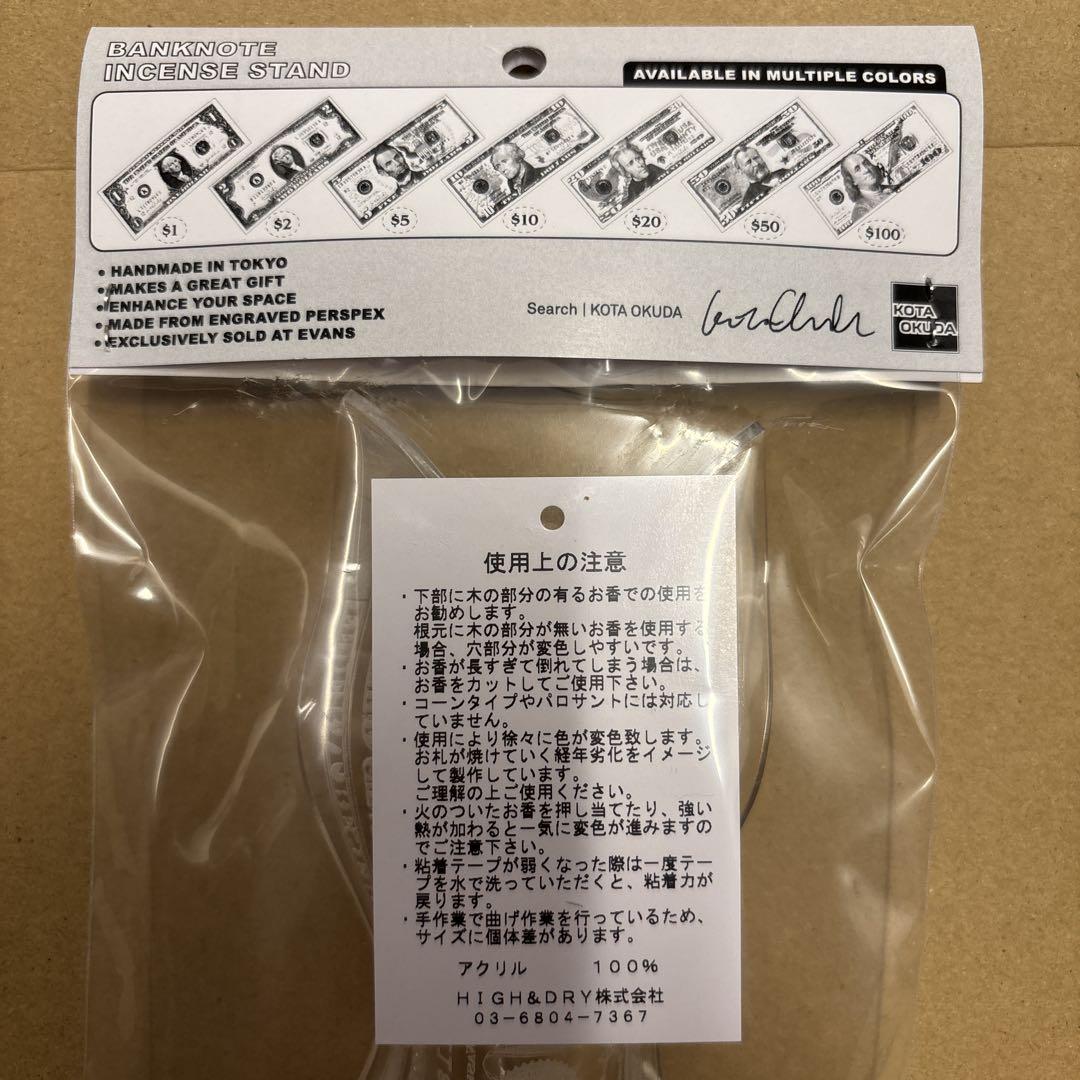 BANKNOTE
INCENSE STAND
AVAILABLE IN MULTIPLE COLORS
$1
$2
$5
$10
$20
$50
$100
• HANDMADE IN TOKYO
• MAKES A GREAT GIFT
• ENHANCE YOUR SPACE
• MADE FROM ENGRAVED PERSPEX
• EXCLUSIVELY SOLD AT EVANS
Search | KOTA OKUDA
KOTA
OKUDA
使用上の注意
・下部に木の部分の有るお香での使用を
お勧めします。
根元に木の部分が無いお香を使用する
場合、穴部分が変色しやすいです。
・お香が長すぎて倒れてしまう場合は、
お香をカットしてご使用下さい。
・コーンタイプやパロサントには対応し
ていません。
・使用により徐々に色が変色致します。
お札が焼けていく経年劣化をイメージ
して製作しています。
ご理解の上ご使用ください。
・火のついたお香を押し当てたり、強い
熱が加わると一気に変色が進みますの
でご注意下さい。
・粘着テープが弱くなった際は一度テー
プを水で洗っていただくと、粘着力が
戻ります。
・手作業で曲げ作業を行っているため、
サイズに個体差があります。
アクリル 100%
HIGH&DRY株式会社
03-6804-7367